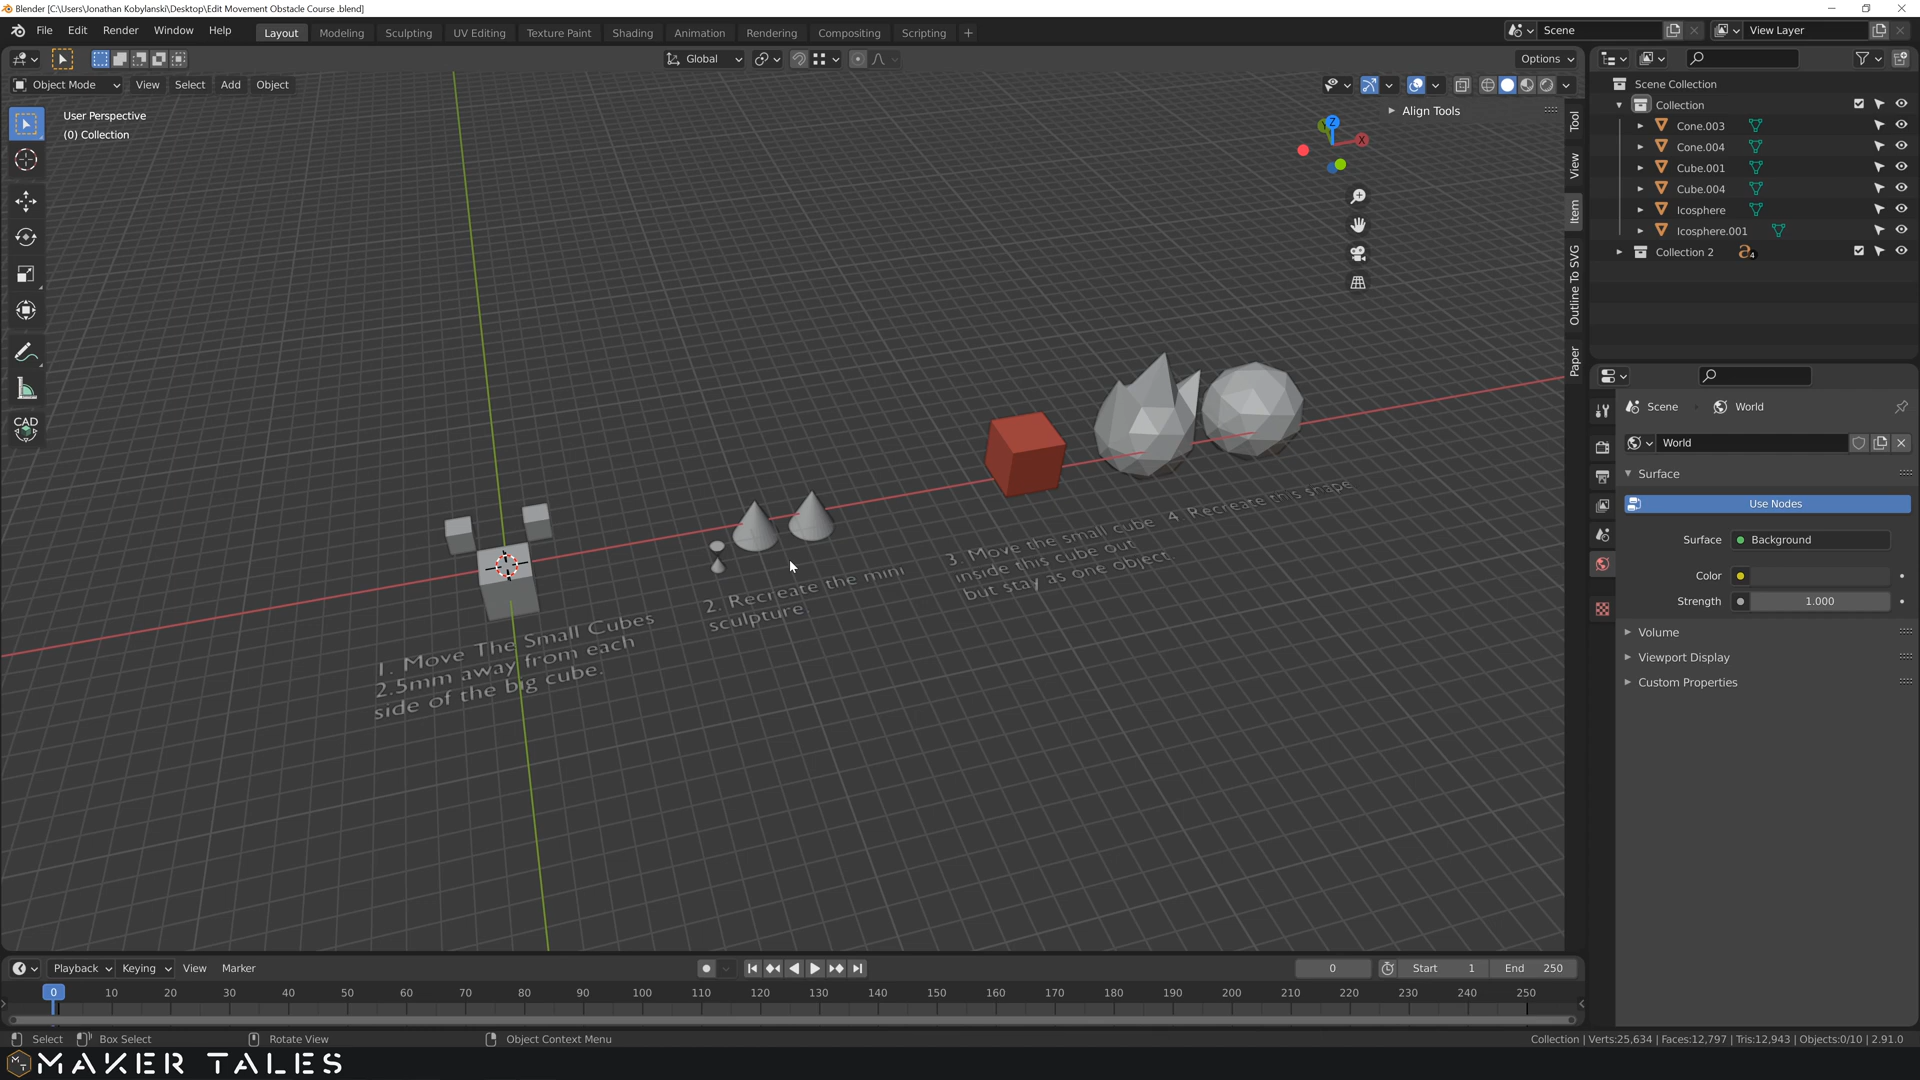 Blender [C:\Users\Jonathan Kobylanski\Desktop\Edit Movement Obstacle Course .blend]
File Edit Render Window Help
Layout Modeling Sculpting UV Editing Texture Paint Shading Animation Rendering Compositing Scripting +
Scene
View Layer
Global
Options
Object Mode View Select Add Object
User Perspective
(0) Collection
Align Tools
Z
Y
X
Tool
View
Item
Outline To SVG
Paper
CAD
1. Move The Small Cubes
2.5mm away from each
side of the big cube.
2. Recreate the mini
sculpture
3. Move the small cube
inside this cube out
but stay as one object.
4. Recreate this shape
Scene Collection
Collection
Cone.003
Cone.004
Cube.001
Cube.004
Icosphere
Icosphere.001
Collection 2
4
Scene World
World
Surface
Use Nodes
Surface Background
Color
Strength 1.000
Volume
Viewport Display
Custom Properties
Playback Keying View Marker
0 Start 1 End 250
0 10 20 30 40 50 60 70 80 90 100 110 120 130 140 150 160 170 180 190 200 210 220 230 240 250
Select Box Select Rotate View Object Context Menu
Collection | Verts:25,634 | Faces:12,797 | Tris:12,943 | Objects:0/10 | 2.91.0
MAKER TALES